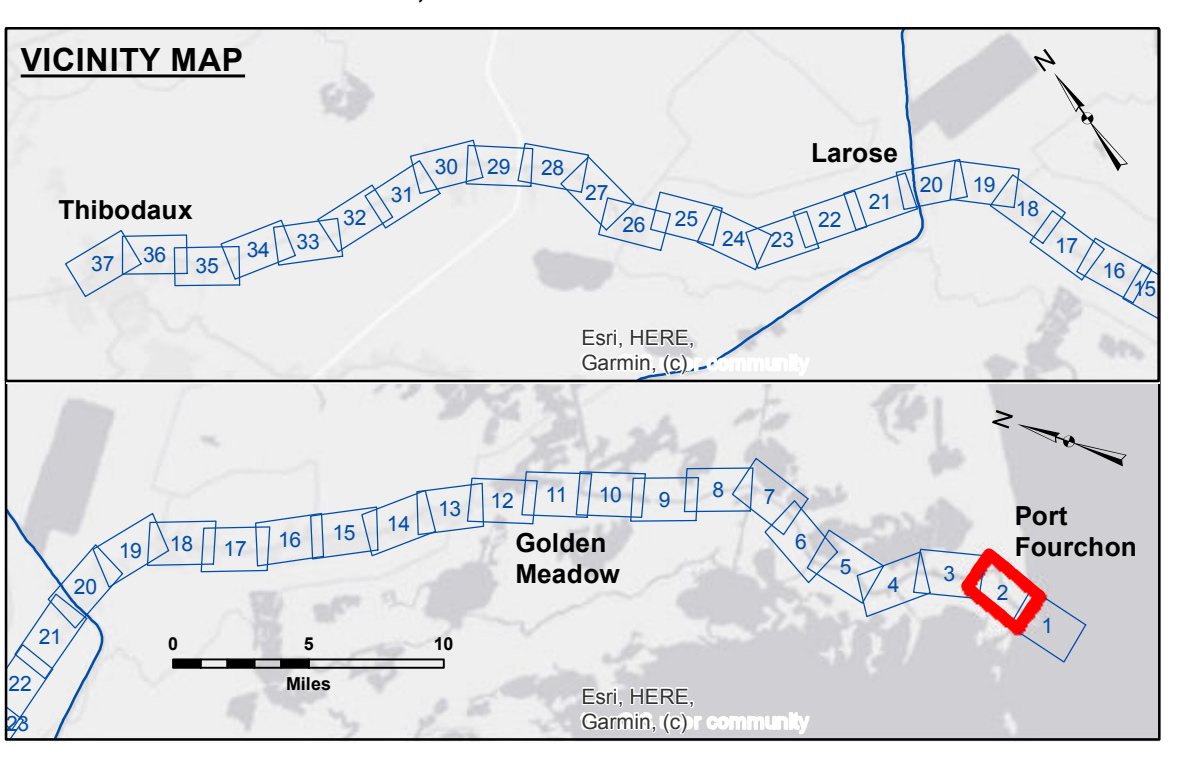 VICINITY MAP
N
Larose
Thibodaux
37 36 35 34 33 32 31 30 29 28 27 26 25 24 23 22 21 20 19 18 17 16 15
Esri, HERE,
Garmin, (c) r community
N
Port
Fourchon
Golden
Meadow
23 22 21 20 19 18 17 16 15 14 13 12 11 10 9 8 7 6 5 4 3 2 1
0 5 10
Miles
Esri, HERE,
Garmin, (c) r community